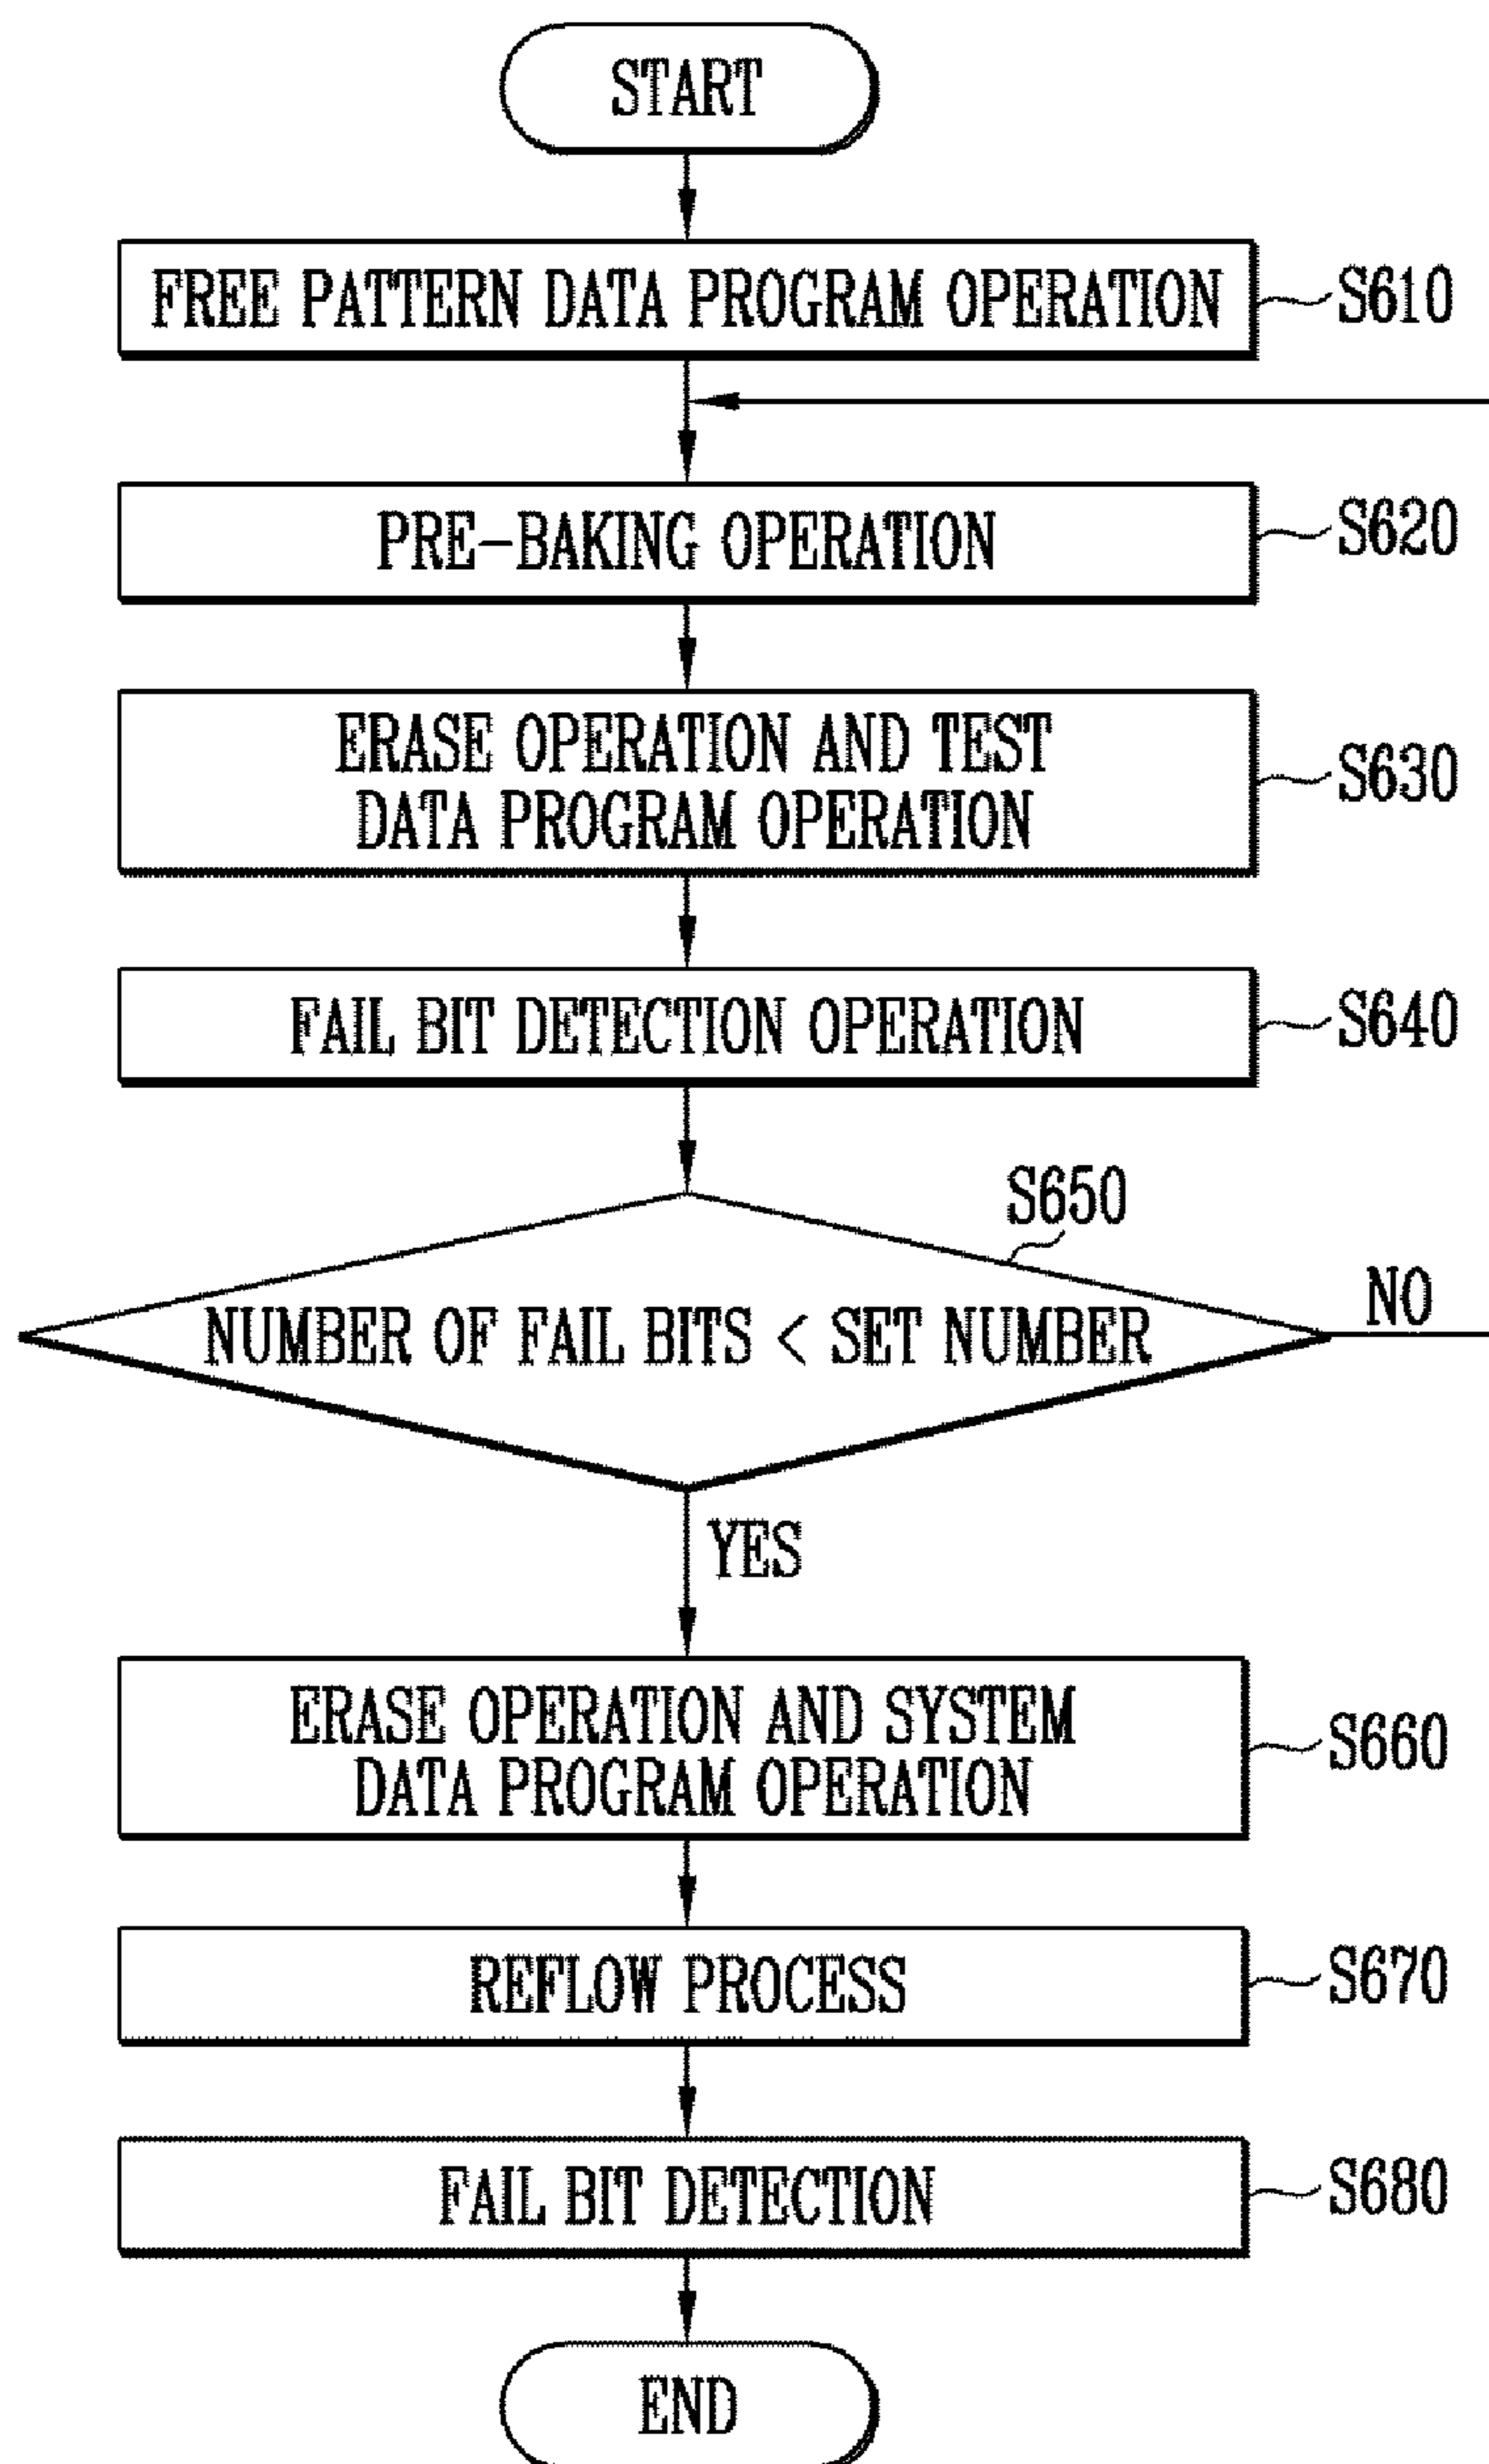 START
FREE PATTERN DATA PROGRAM OPERATION
S610
PRE-BAKING OPERATION
S620
ERASE OPERATION AND TEST
DATA PROGRAM OPERATION
S630
FAIL BIT DETECTION OPERATION
S640
S650
NUMBER OF FAIL BITS < SET NUMBER
NO
YES
ERASE OPERATION AND SYSTEM
DATA PROGRAM OPERATION
S660
REFLOW PROCESS
S670
FAIL BIT DETECTION
S680
END